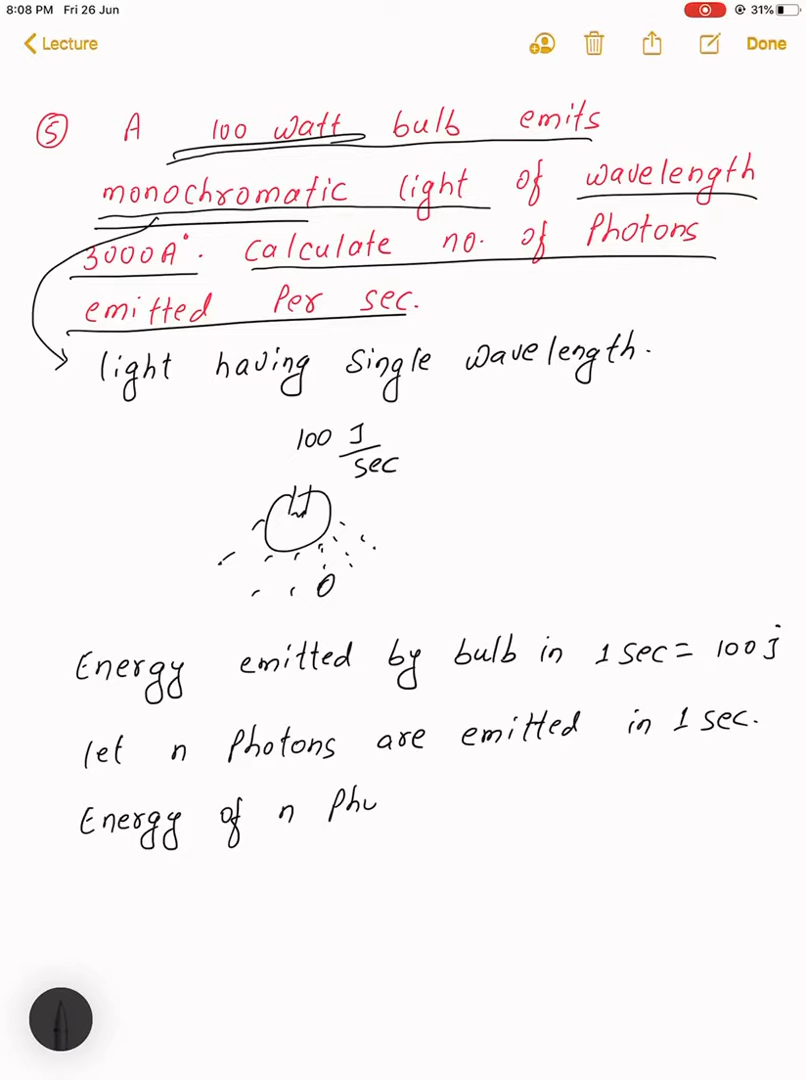 8:08 PM Fri 26 Jun
31%
Lecture
Done
⑤ A 100 watt bulb emits
monochromatic light of wavelength
3000A°. Calculate no. of Photons
emitted Per sec.
light having single wavelength.
100 J
sec
Energy emitted by bulb in 1 sec = 100 j
let n Photons are emitted in 1 sec.
Energy of n Pho